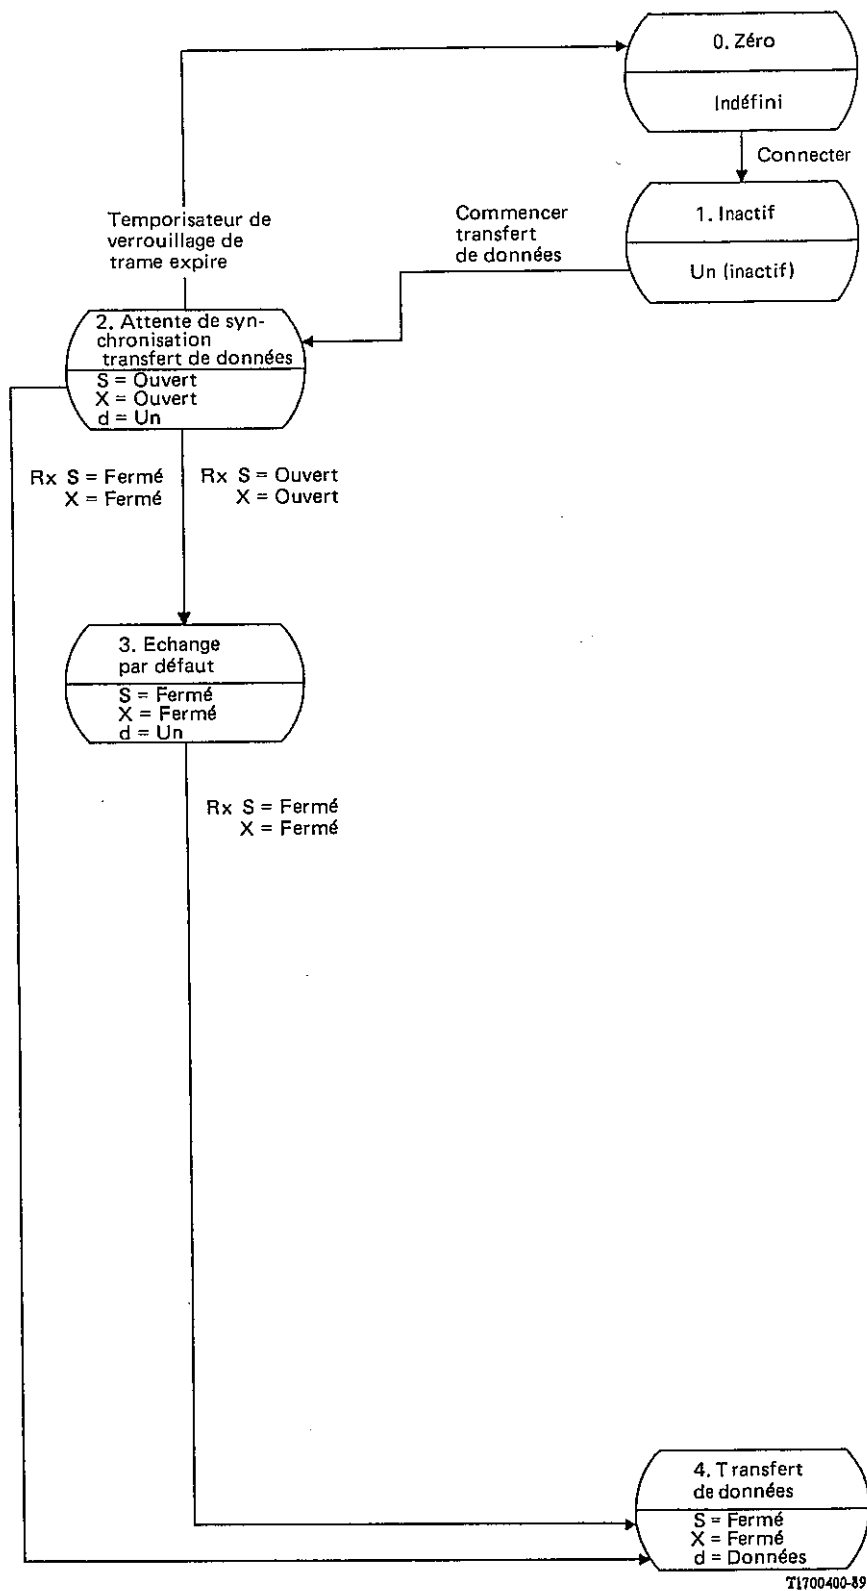 0. Zéro
Indéfini
Connecter
1. Inactif
Un (inactif)
Commencer
transfert
de données
Temporisateur de
verrouillage de
trame expire
2. Attente de syn-
chronisation
transfert de données
S = Ouvert
X = Ouvert
d = Un
Rx S = Fermé
X = Fermé
Rx S = Ouvert
X = Ouvert
3. Echange
par défaut
S = Fermé
X = Fermé
d = Un
Rx S = Fermé
X = Fermé
4. Transfert
de données
S = Fermé
X = Fermé
d = Données
T1700400-89